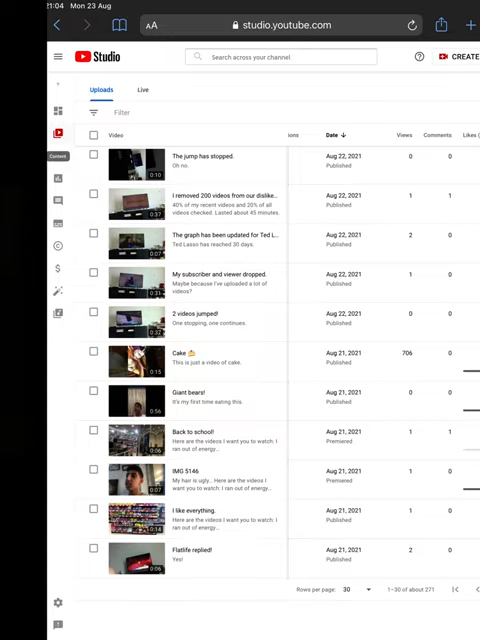 21:04 Mon 23 Aug
AA
studio.youtube.com
Studio
Search across your channel
CREATE
Uploads
Live
Filter
Video
ions
Date
Views
Comments
Likes (
Content
The jump has stopped.
Oh no.
0:10
Aug 22, 2021
Published
0
0
I removed 200 videos from our dislike...
40% of my recent videos and 20% of all
videos checked. Lasted about 45 minutes.
0:37
Aug 22, 2021
Published
1
1
The graph has been updated for Ted L...
Ted Lasso has reached 30 days.
0:07
Aug 22, 2021
Published
2
0
My subscriber and viewer dropped.
Maybe because I've uploaded a lot of
videos?
0:31
Aug 22, 2021
Published
1
0
2 videos jumped!
One stopping, one continues.
0:32
Aug 22, 2021
Published
0
0
Cake 🍰
This is just a video of cake.
0:15
Aug 21, 2021
Published
706
0
Giant bears!
It's my first time eating this.
0:56
Aug 21, 2021
Published
0
0
Back to school!
Here are the videos I want you to watch: I
ran out of energy...
0:06
Aug 21, 2021
Premiered
1
1
IMG 5146
My hair is ugly... Here are the videos I
want you to watch: I ran out of energy...
0:07
Aug 21, 2021
Premiered
1
0
I like everything.
Here are the videos I want you to watch: I
ran out of energy...
0:14
Aug 21, 2021
Published
1
0
Flatlife replied!
Yes!
0:06
Aug 21, 2021
Published
2
0
Rows per page:
30
1–30 of about 271